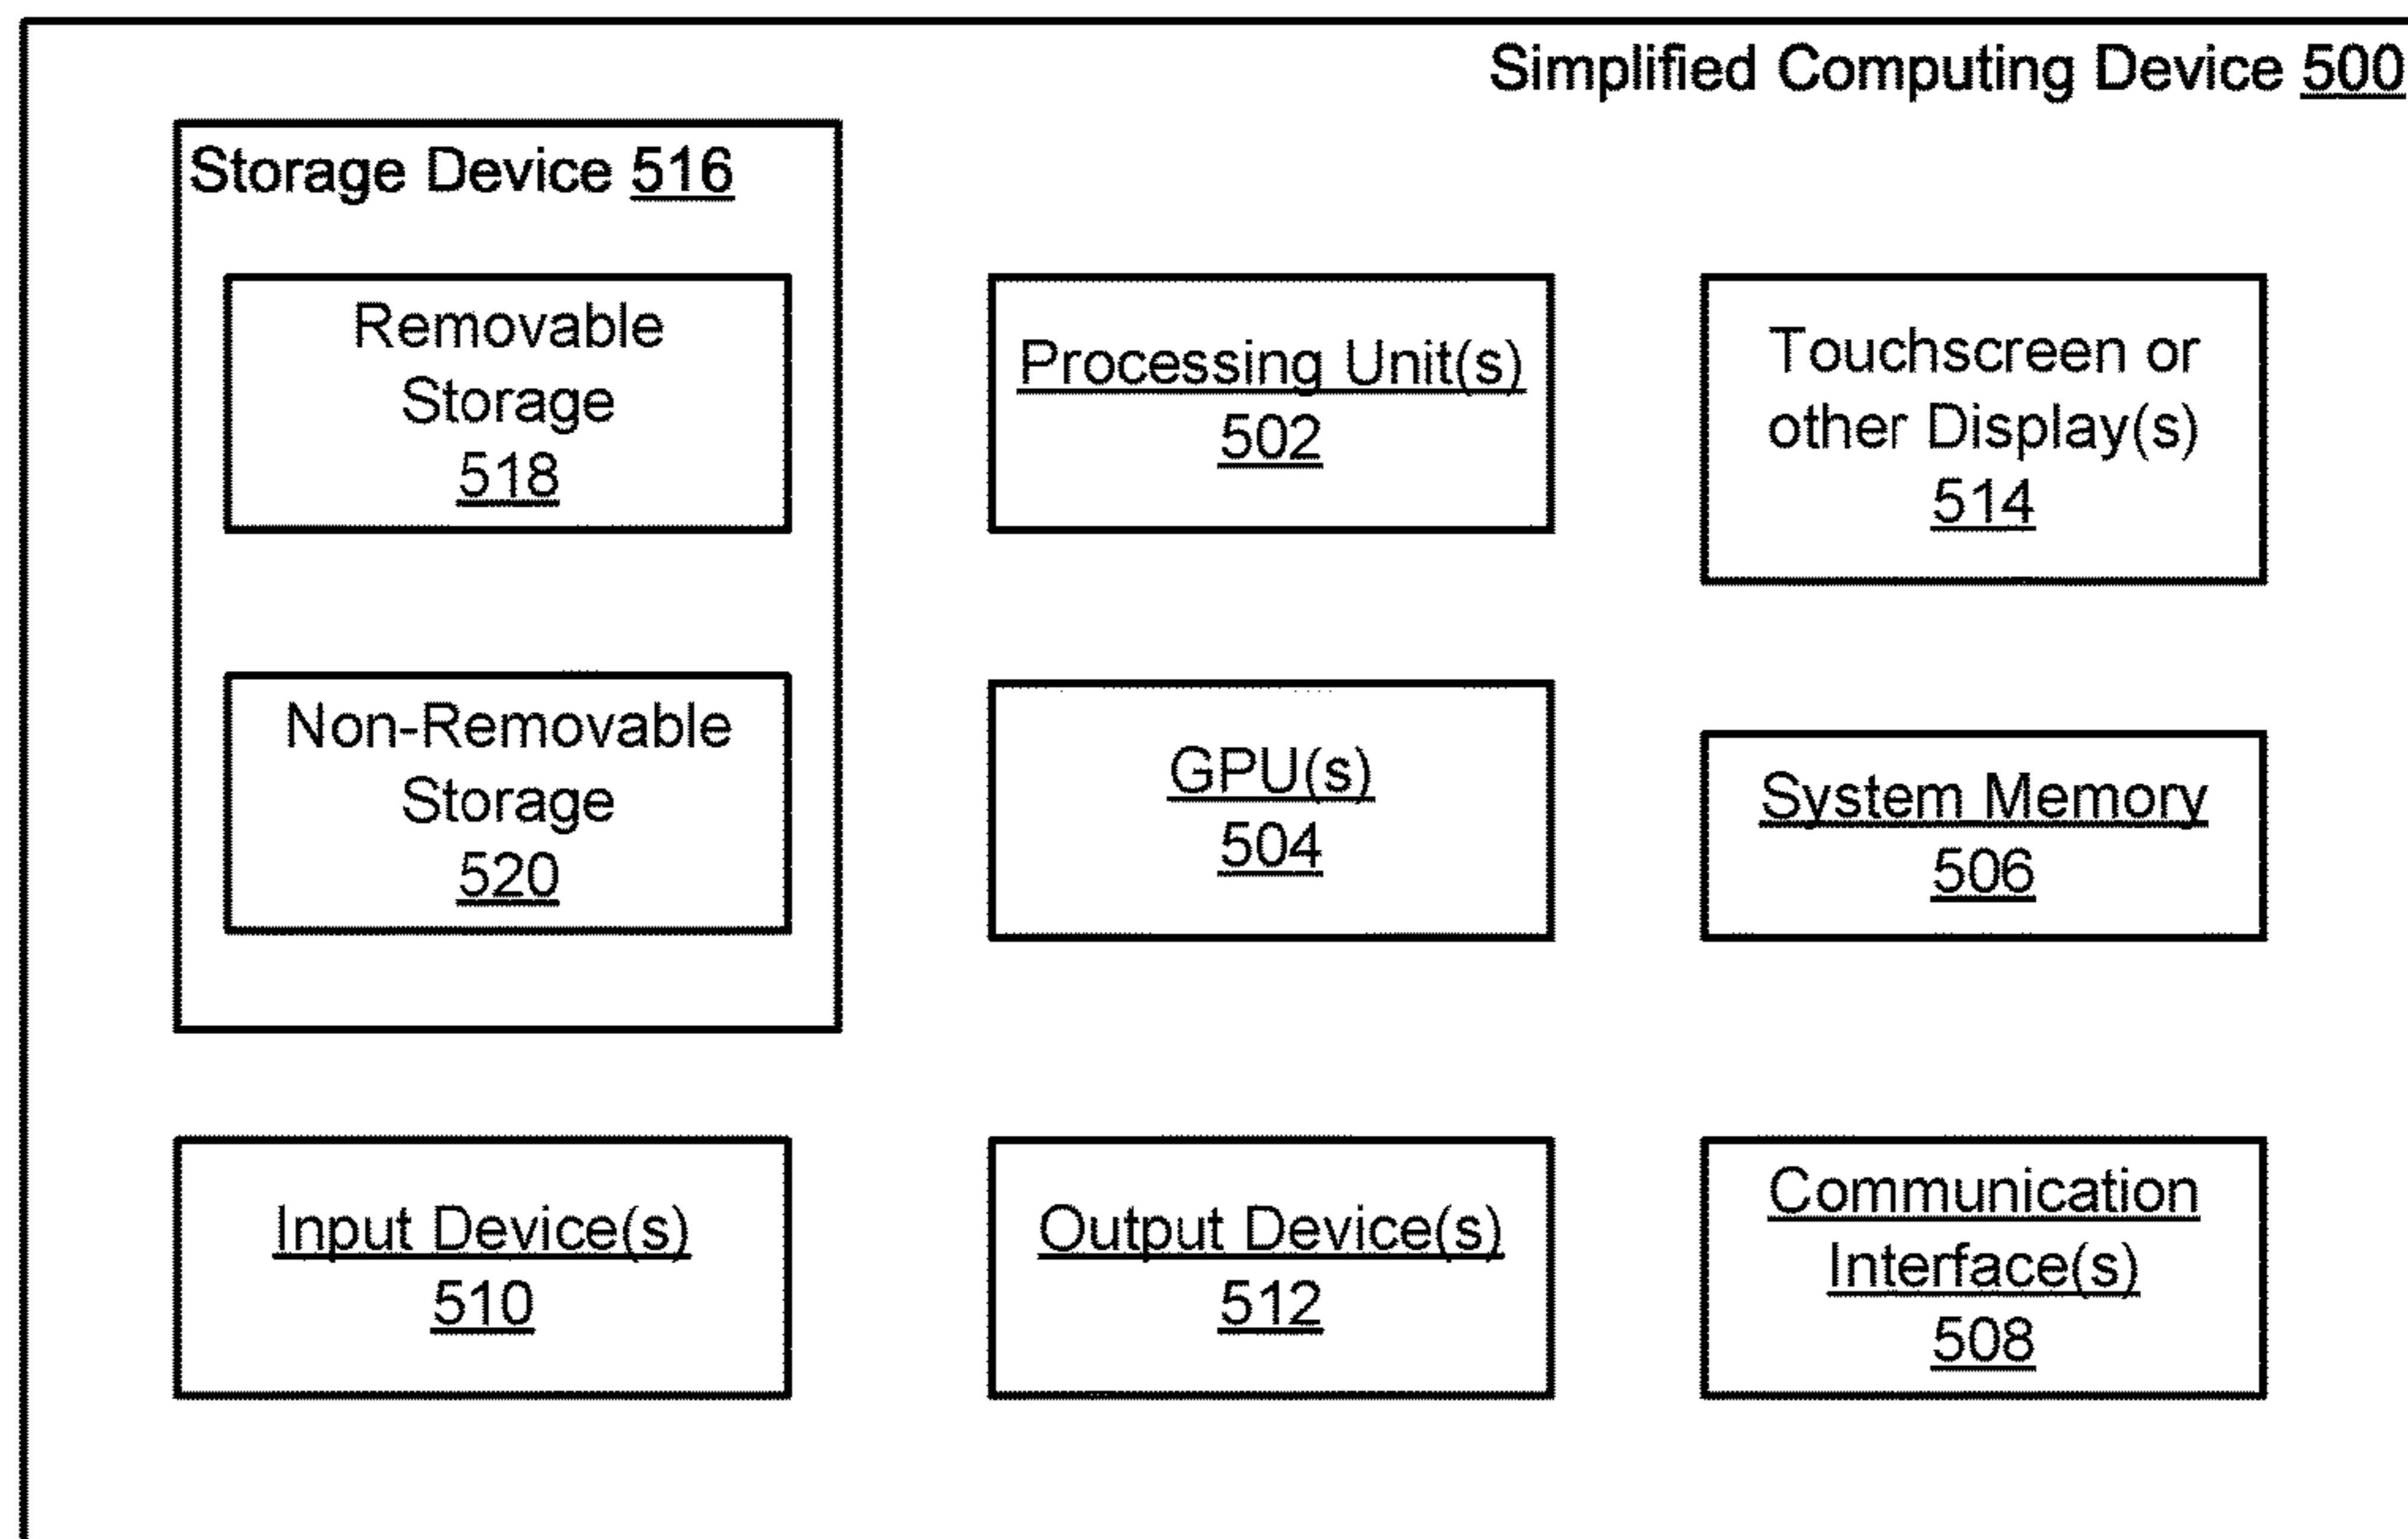 Simplified Computing Device 500
Storage Device 516
Removable
Storage
518
Processing Unit(s)
502
Touchscreen or
other Display(s)
514
Non-Removable
Storage
520
GPU(s)
504
System Memory
506
Input Device(s)
510
Output Device(s)
512
Communication
Interface(s)
508